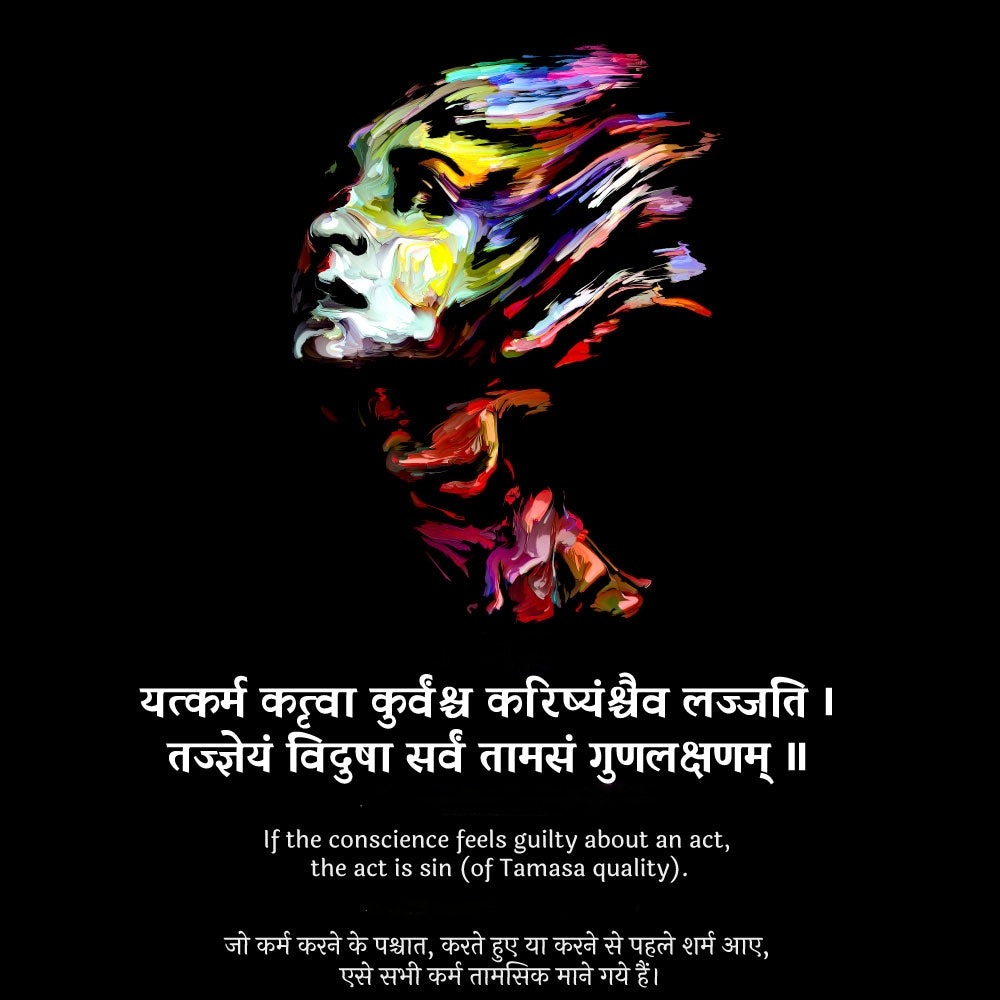 यत्कर्म कत्र्वा कुर्वंश्च करिष्यंश्चैव लज्जति ।
तज्ज्ञेयं विदुषा सर्वं तामसं गुणलक्षणम् ॥
If the conscience feels guilty about an act,
the act is sin (of Tamasa quality).
जो कर्म करने के पश्चात, करते हुए या करने से पहले शर्म आए,
एसे सभी कर्म तामसिक माने गये हैं।